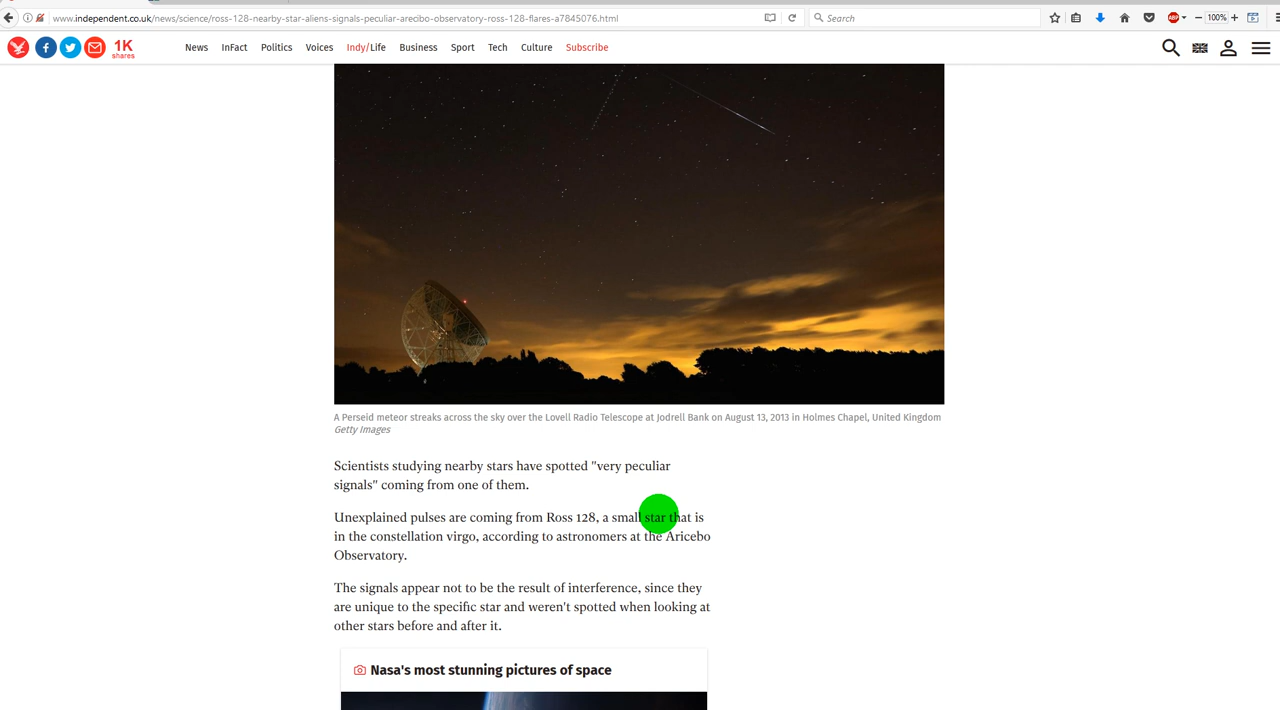 www.independent.co.uk/news/science/ross-128-nearby-star-aliens-signals-peculiar-arecibo-observatory-ross-128-flares-a7845076.html
Search
ABP
100%
1K
shares
News
InFact
Politics
Voices
Indy/Life
Business
Sport
Tech
Culture
Subscribe
A Perseid meteor streaks across the sky over the Lovell Radio Telescope at Jodrell Bank on August 13, 2013 in Holmes Chapel, United Kingdom
Getty Images
Scientists studying nearby stars have spotted "very peculiar
signals" coming from one of them.
Unexplained pulses are coming from Ross 128, a small star that is
in the constellation virgo, according to astronomers at the Aricebo
Observatory.
The signals appear not to be the result of interference, since they
are unique to the specific star and weren't spotted when looking at
other stars before and after it.
Nasa's most stunning pictures of space